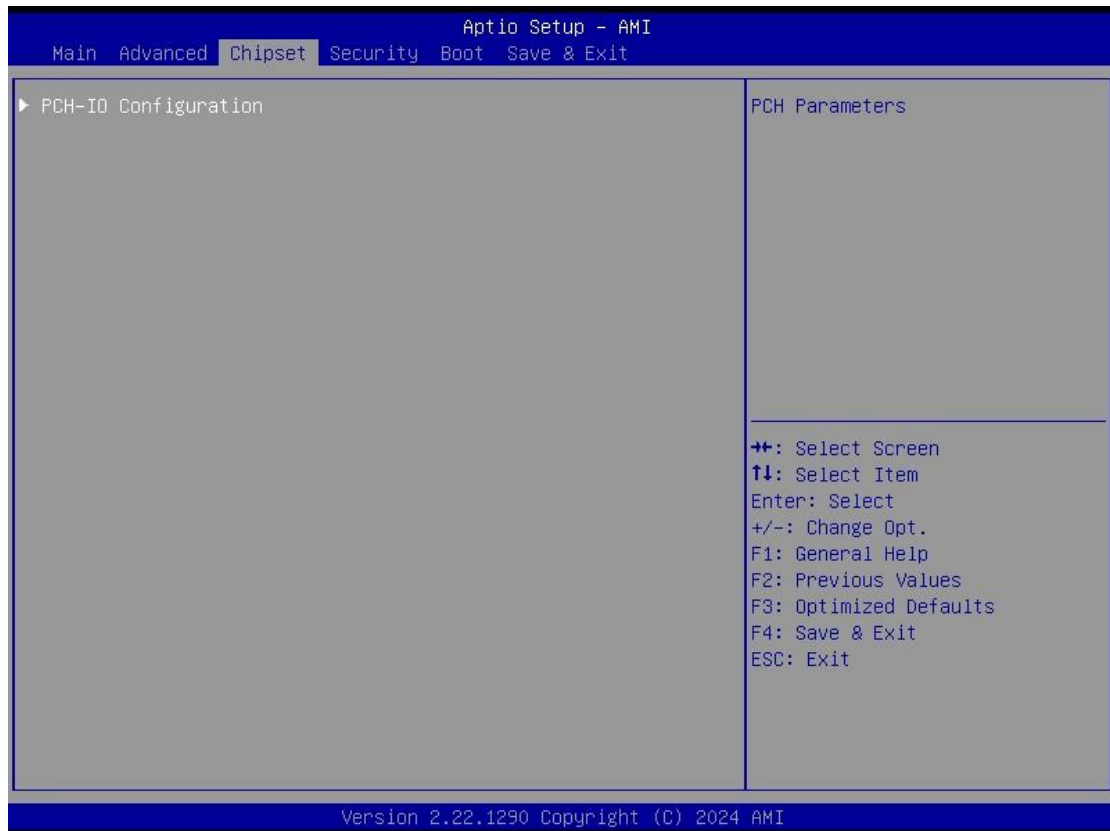 Aptio Setup – AMI
Main Advanced Chipset Security Boot Save & Exit
► PCH-IO Configuration
PCH Parameters
→←: Select Screen
↑↓: Select Item
Enter: Select
+/-: Change Opt.
F1: General Help
F2: Previous Values
F3: Optimized Defaults
F4: Save & Exit
ESC: Exit
Version 2.22.1290 Copyright (C) 2024 AMI